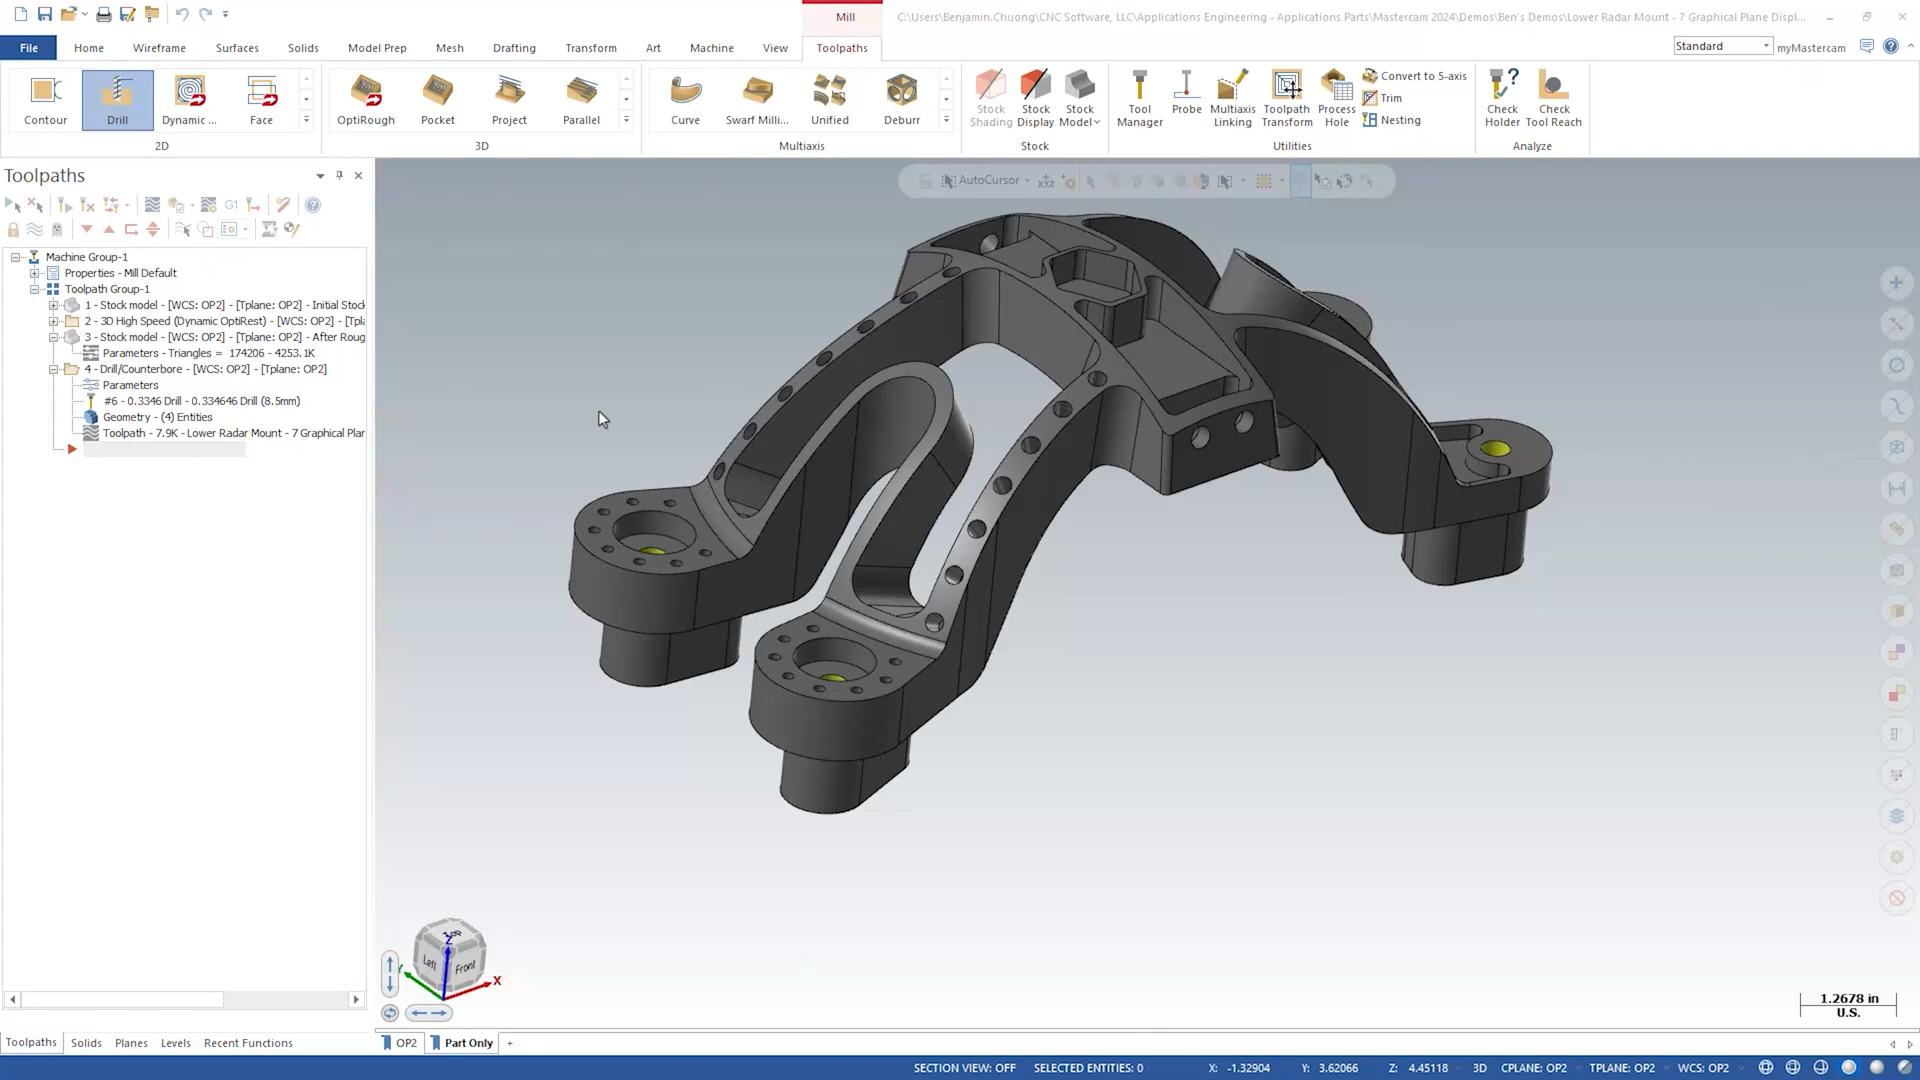 Mill
C:\Users\Benjamin.Chuong\CNC Software, LLC\Applications Engineering - Applications Parts\Mastercam 2024\Demos\Ben's Demos\Lower Radar Mount - 7 Graphical Plane Displ...
File Home Wireframe Surfaces Solids Model Prep Mesh Drafting Transform Art Machine View Toolpaths
Standard myMastercam
Contour Drill Dynamic ... Face
OptiRough Pocket Project Parallel
Curve Swarf Milli... Unified Deburr
Stock Shading Stock Display Stock Model
Tool Manager Probe Multiaxis Linking Toolpath Transform Process Hole
Convert to 5-axis
Trim
Nesting
Check Holder Check Tool Reach
2D 3D Multiaxis Stock Utilities Analyze
Toolpaths
AutoCursor
G1
Machine Group-1
Properties - Mill Default
Toolpath Group-1
1 - Stock model - [WCS: OP2] - [Tplane: OP2] - Initial Stock
2 - 3D High Speed (Dynamic OptiRest) - [WCS: OP2] - [Tpla
3 - Stock model - [WCS: OP2] - [Tplane: OP2] - After Roug
Parameters - Triangles = 174206 - 4253.1K
4 - Drill/Counterbore - [WCS: OP2] - [Tplane: OP2]
Parameters
#6 - 0.3346 Drill - 0.334646 Drill (8.5mm)
Geometry - (4) Entities
Toolpath - 7.9K - Lower Radar Mount - 7 Graphical Plan
Top
Left Front
Z
Y X
1.2678 in
U.S.
Toolpaths Solids Planes Levels Recent Functions
OP2 Part Only +
SECTION VIEW: OFF SELECTED ENTITIES: 0 X: -1.32904 Y: 3.62066 Z: 4.45118 3D CPLANE: OP2 TPLANE: OP2 WCS: OP2